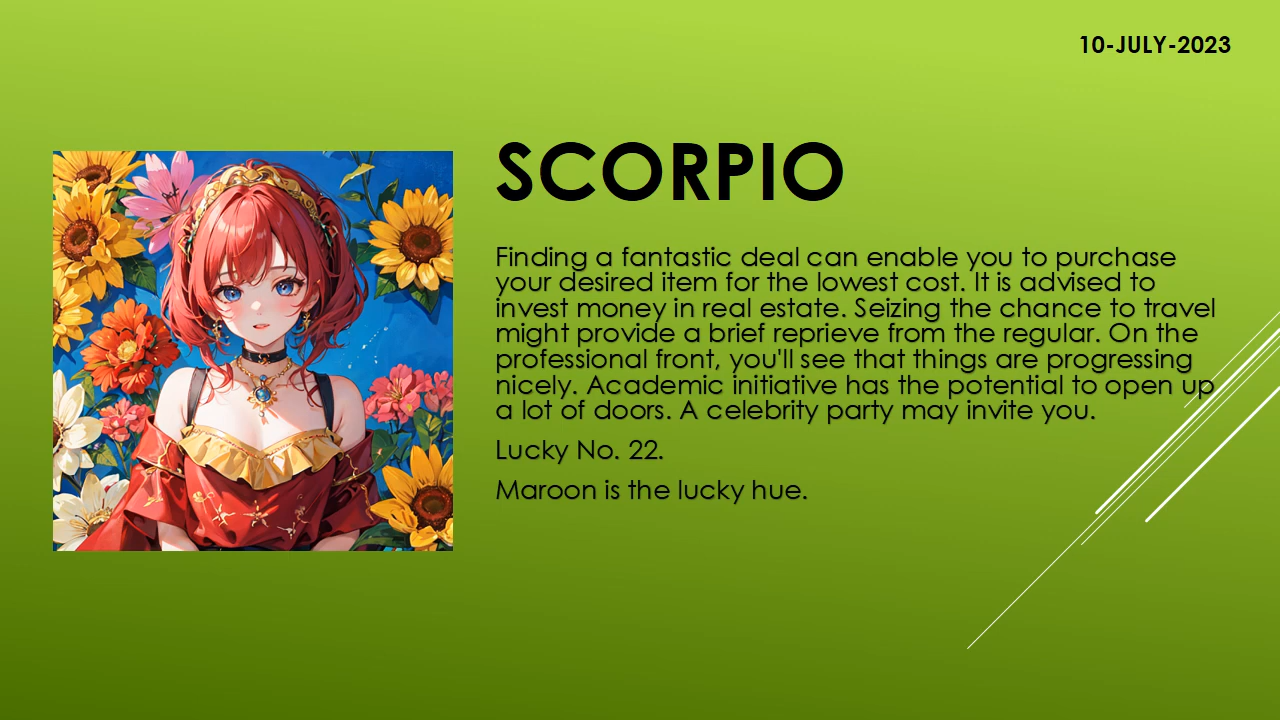 10-JULY-2023
SCORPIO
Finding a fantastic deal can enable you to purchase
your desired item for the lowest cost. It is advised to
invest money in real estate. Seizing the chance to travel
might provide a brief reprieve from the regular. On the
professional front, you'll see that things are progressing
nicely. Academic initiative has the potential to open up
a lot of doors. A celebrity party may invite you.
Lucky No. 22.
Maroon is the lucky hue.